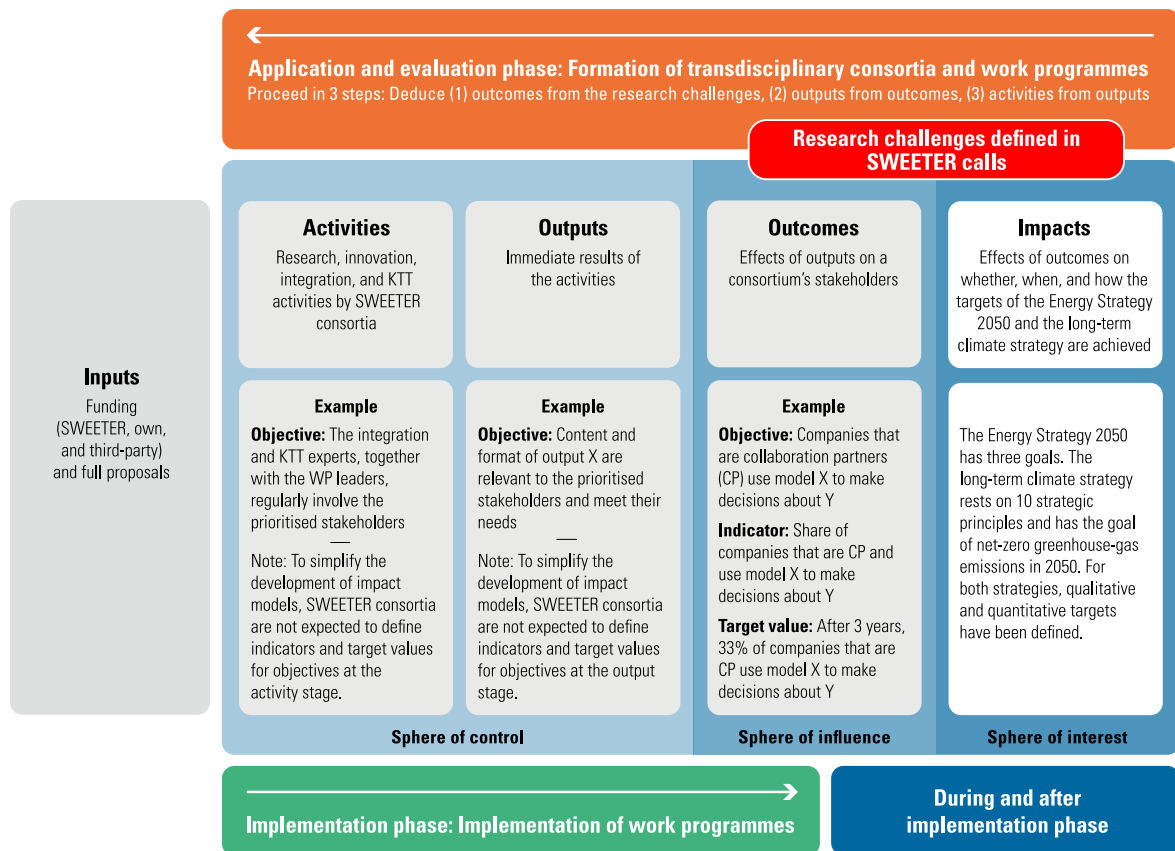 Application and evaluation phase: Formation of transdisciplinary consortia and work programmes
Proceed in 3 steps: Deduce (1) outcomes from the research challenges, (2) outputs from outcomes, (3) activities from outputs
Research challenges defined in
SWEETER calls
Inputs
Funding
(SWEETER, own,
and third-party)
and full proposals
Activities
Research, innovation,
integration, and KTT
activities by SWEETER
consortia
Outputs
Immediate results of
the activities
Outcomes
Effects of outputs on a
consortium's stakeholders
Impacts
Effects of outcomes on
whether, when, and how the
targets of the Energy Strategy
2050 and the long-term
climate strategy are achieved
Example
Objective: The integration
and KTT experts, together
with the WP leaders,
regularly involve the
prioritised stakeholders
—
Note: To simplify the
development of impact
models, SWEETER consortia
are not expected to define
indicators and target values
for objectives at the
activity stage.
Example
Objective: Content and
format of output X are
relevant to the prioritised
stakeholders and meet their
needs
—
Note: To simplify the
development of impact
models, SWEETER consortia
are not expected to define
indicators and target values
for objectives at the output
stage.
Example
Objective: Companies that
are collaboration partners
(CP) use model X to make
decisions about Y
Indicator: Share of
companies that are CP and
use model X to make
decisions about Y
Target value: After 3 years,
33% of companies that are
CP use model X to make
decisions about Y
The Energy Strategy 2050
has three goals. The
long-term climate strategy
rests on 10 strategic
principles and has the goal
of net-zero greenhouse-gas
emissions in 2050. For
both strategies, qualitative
and quantitative targets
have been defined.
Sphere of control
Sphere of influence
Sphere of interest
Implementation phase: Implementation of work programmes
During and after
implementation phase